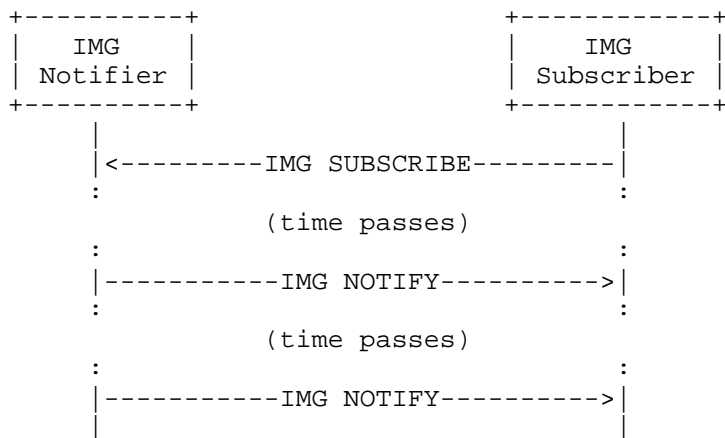 IMG IMG
Notifier Subscriber
IMG SUBSCRIBE
(time passes)
IMG NOTIFY
(time passes)
IMG NOTIFY